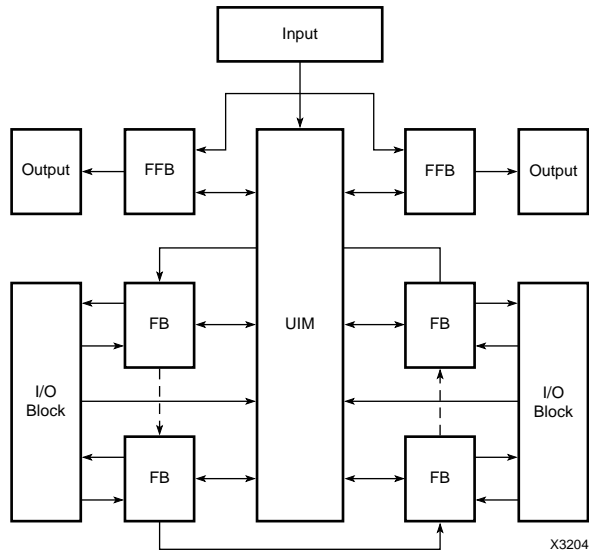 Input
Output
FFB
FFB
Output
FB
UIM
FB
I/O
Block
I/O
Block
FB
FB
X3204